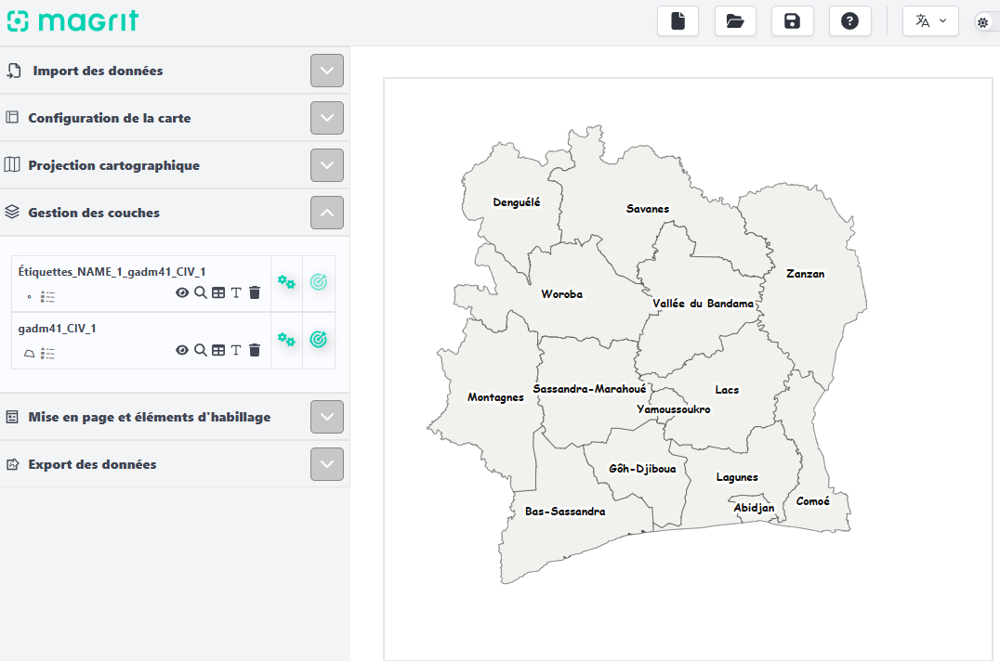 magrit
Import des données
Configuration de la carte
Projection cartographique
Gestion des couches
Étiquettes_NAME_1_gadm41_CIV_1
gadm41_CIV_1
Mise en page et éléments d'habillage
Export des données
Denguélé
Savanes
Zanzan
Woroba
Vallée du Bandama
Sassandra-Marahoué
Lacs
Montagnes
Yamoussoukro
Gôh-Djiboua
Lagunes
Comoé
Abidjan
Bas-Sassandra